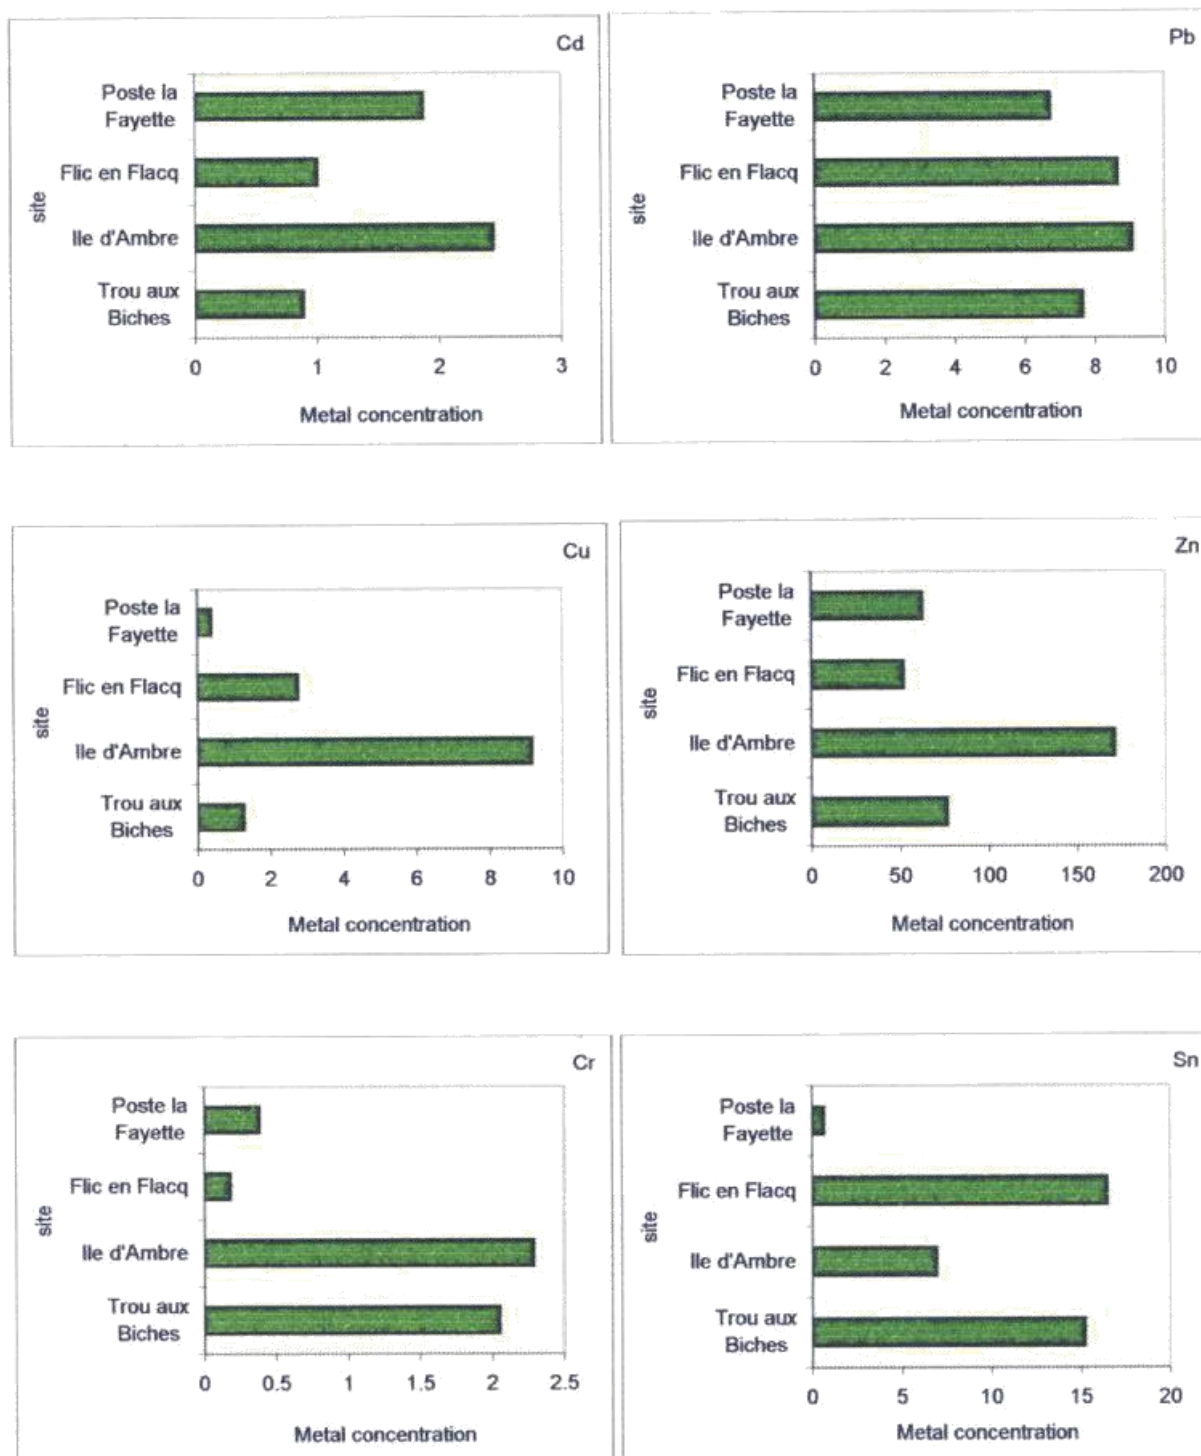 Cd
Poste la
Fayette
Flic en Flacq
Ile d'Ambre
Trou aux
Biches
site
0 1 2 3
Metal concentration
Pb
Poste la
Fayette
Flic en Flacq
Ile d'Ambre
Trou aux
Biches
site
0 2 4 6 8 10
Metal concentration
Cu
Poste la
Fayette
Flic en Flacq
Ile d'Ambre
Trou aux
Biches
site
0 2 4 6 8 10
Metal concentration
Zn
Poste la
Fayette
Flic en Flacq
Ile d'Ambre
Trou aux
Biches
site
0 50 100 150 200
Metal concentration
Cr
Poste la
Fayette
Flic en Flacq
Ile d'Ambre
Trou aux
Biches
site
0 0.5 1 1.5 2 2.5
Metal concentration
Sn
Poste la
Fayette
Flic en Flacq
Ile d'Ambre
Trou aux
Biches
site
0 5 10 15 20
Metal concentration